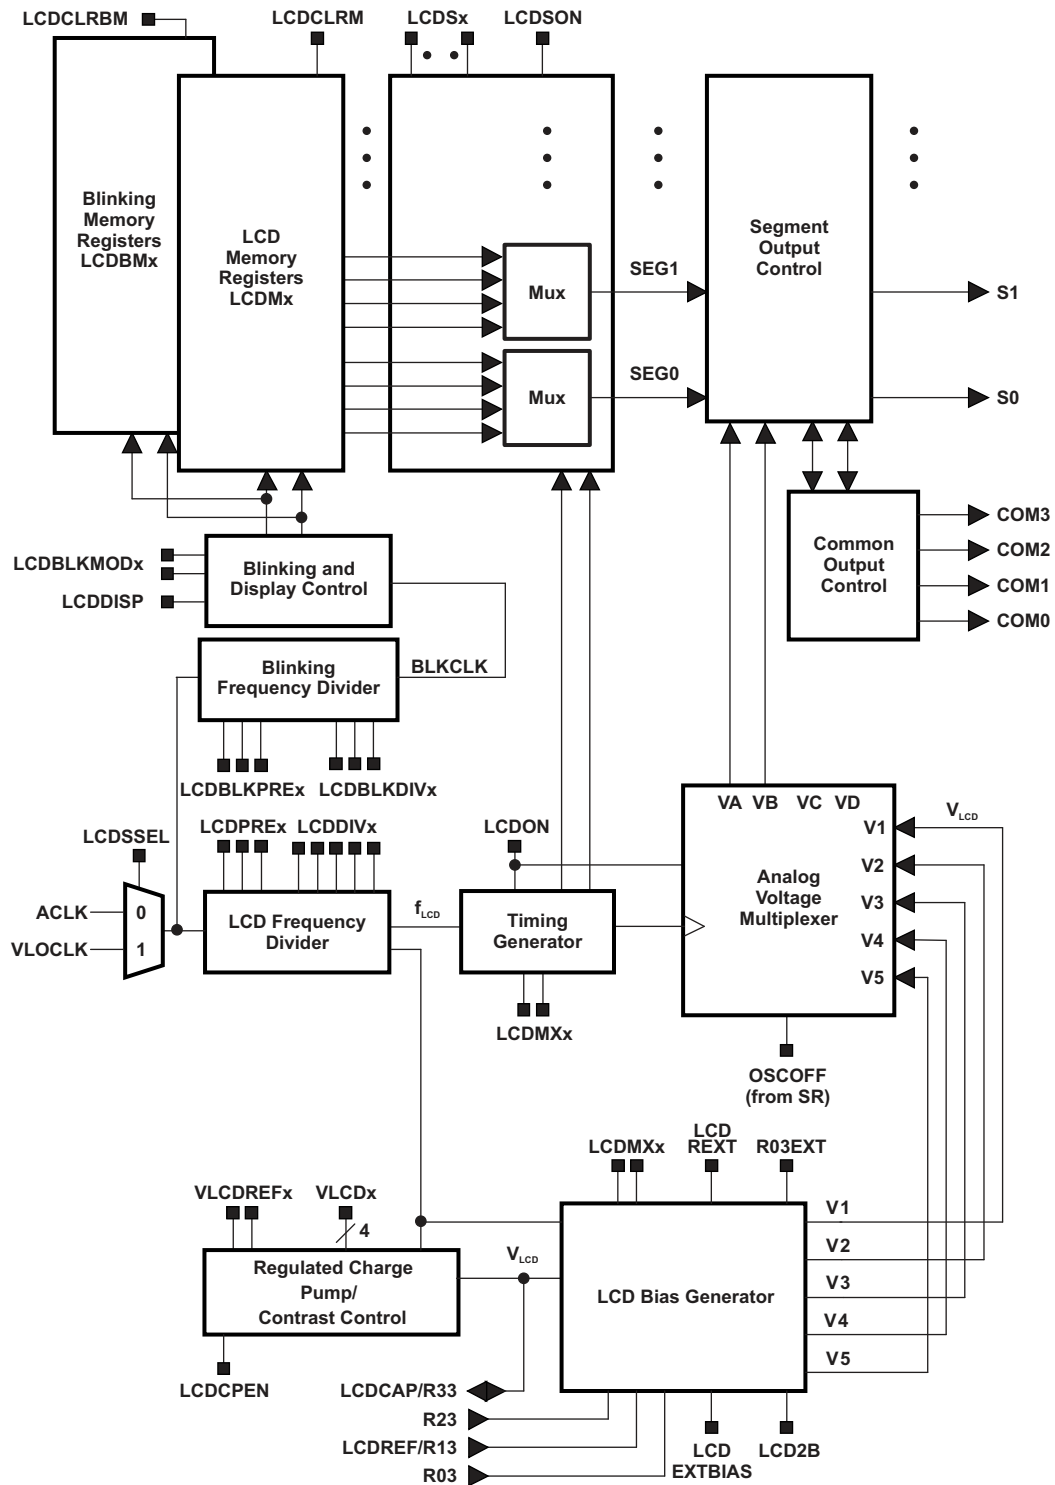 LCDCLRBM
LCDCLRM
LCDSx
LCDSON
Blinking
Memory
Registers
LCDBMx
LCD
Memory
Registers
LCDMx
Mux
SEG1
Mux
SEG0
Segment
Output
Control
S1
S0
Common
Output
Control
COM3
COM2
COM1
COM0
LCDBLKMODx
LCDDISP
Blinking and
Display Control
Blinking
Frequency Divider
BLKCLK
LCDBLKPREx
LCDBLKDIVx
LCDSSEL
LCDPREx
LCDDIVx
ACLK
VLOCLK
0
1
LCD Frequency
Divider
fLCD
LCDON
Timing
Generator
LCDMXx
VA VB VC VD
Analog
Voltage
Multiplexer
V1
V2
V3
V4
V5
VLCD
OSCOFF
(from SR)
VLCDREFx
VLCDx
4
Regulated Charge
Pump/
Contrast Control
LCDCPEN
VLCD
LCDMXx
LCD
REXT
R03EXT
LCD Bias Generator
V1
V2
V3
V4
V5
LCDCAP/R33
R23
LCDREF/R13
R03
LCD
EXTBIAS
LCD2B